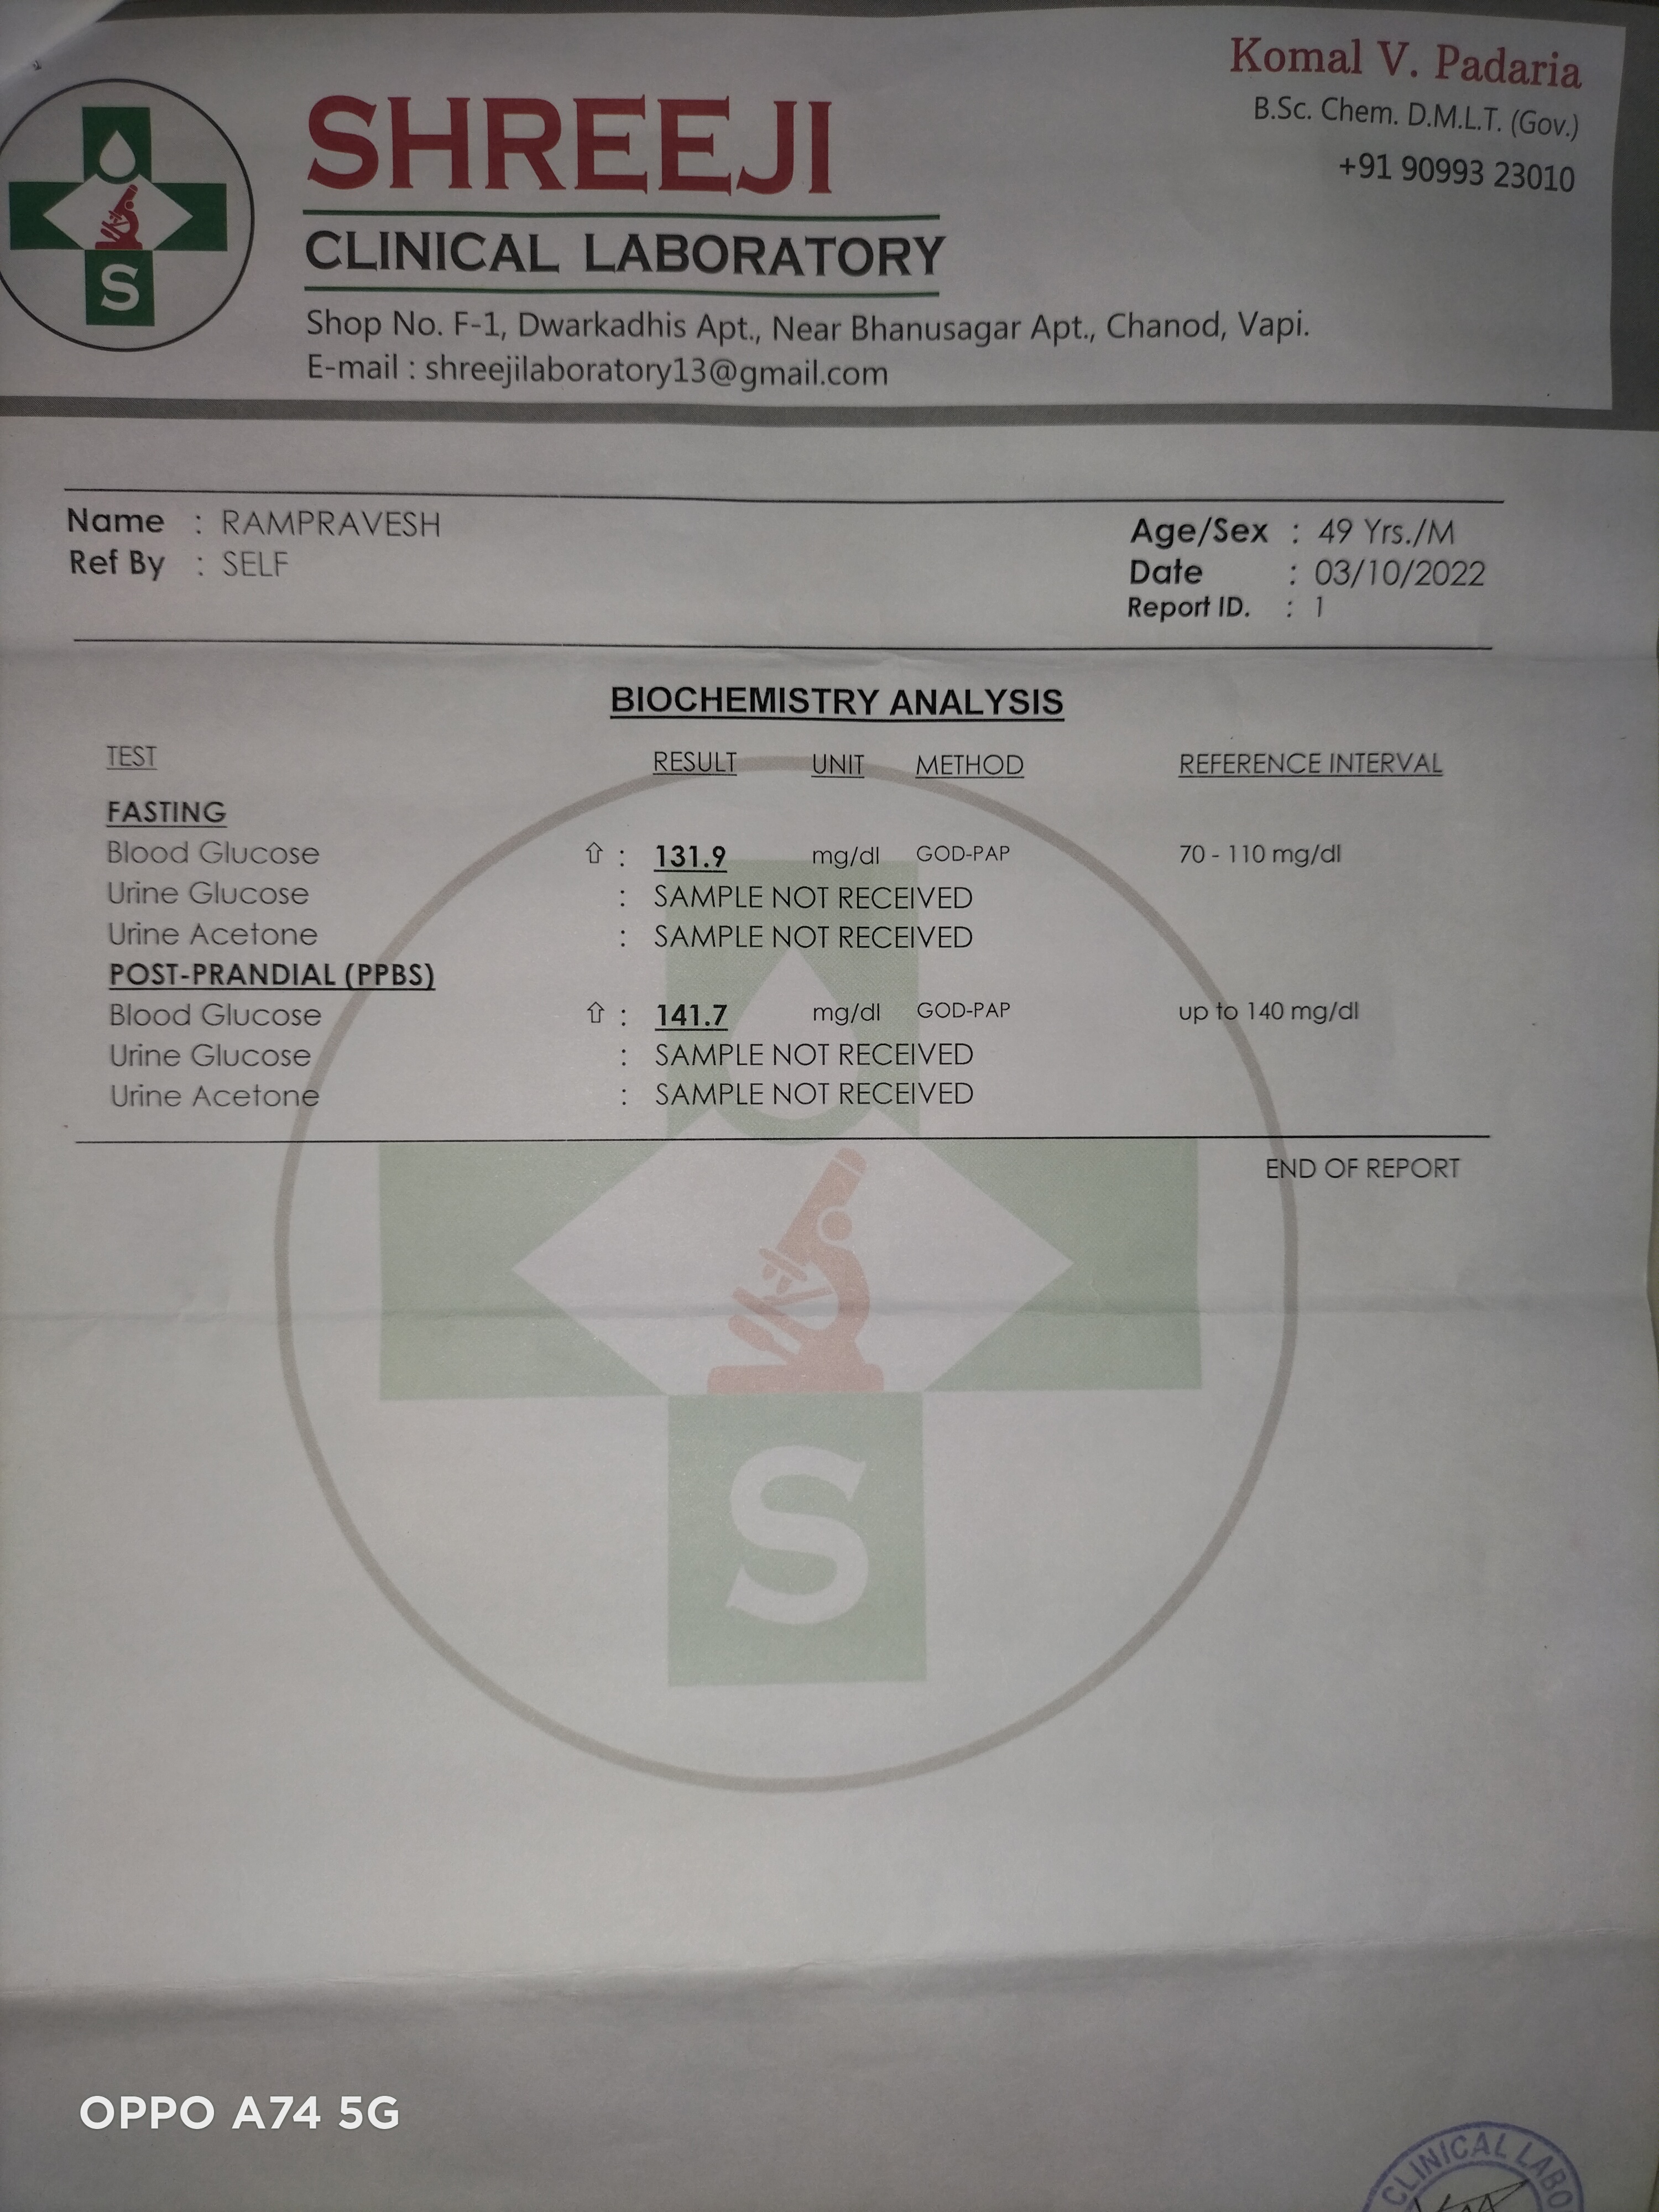 Komal V. Padaria
B.Sc. Chem. D.M.L.T. (Gov.)
+91 90993 23010
SHREEJI
CLINICAL LABORATORY
S
Shop No. F-1, Dwarkadhis Apt., Near Bhanusagar Apt., Chanod, Vapi.
E-mail : shreejilaboratory13@gmail.com
Name : RAMPRAVESH Age/Sex : 49 Yrs./M
Ref By : SELF Date : 03/10/2022
Report ID. : 1
BIOCHEMISTRY ANALYSIS
TEST RESULT UNIT METHOD REFERENCE INTERVAL
FASTING
Blood Glucose ⇧ : 131.9 mg/dl GOD-PAP 70 - 110 mg/dl
Urine Glucose : SAMPLE NOT RECEIVED
Urine Acetone : SAMPLE NOT RECEIVED
POST-PRANDIAL (PPBS)
Blood Glucose ⇧ : 141.7 mg/dl GOD-PAP up to 140 mg/dl
Urine Glucose : SAMPLE NOT RECEIVED
Urine Acetone : SAMPLE NOT RECEIVED
END OF REPORT
S
OPPO A74 5G
CLINICAL LABO